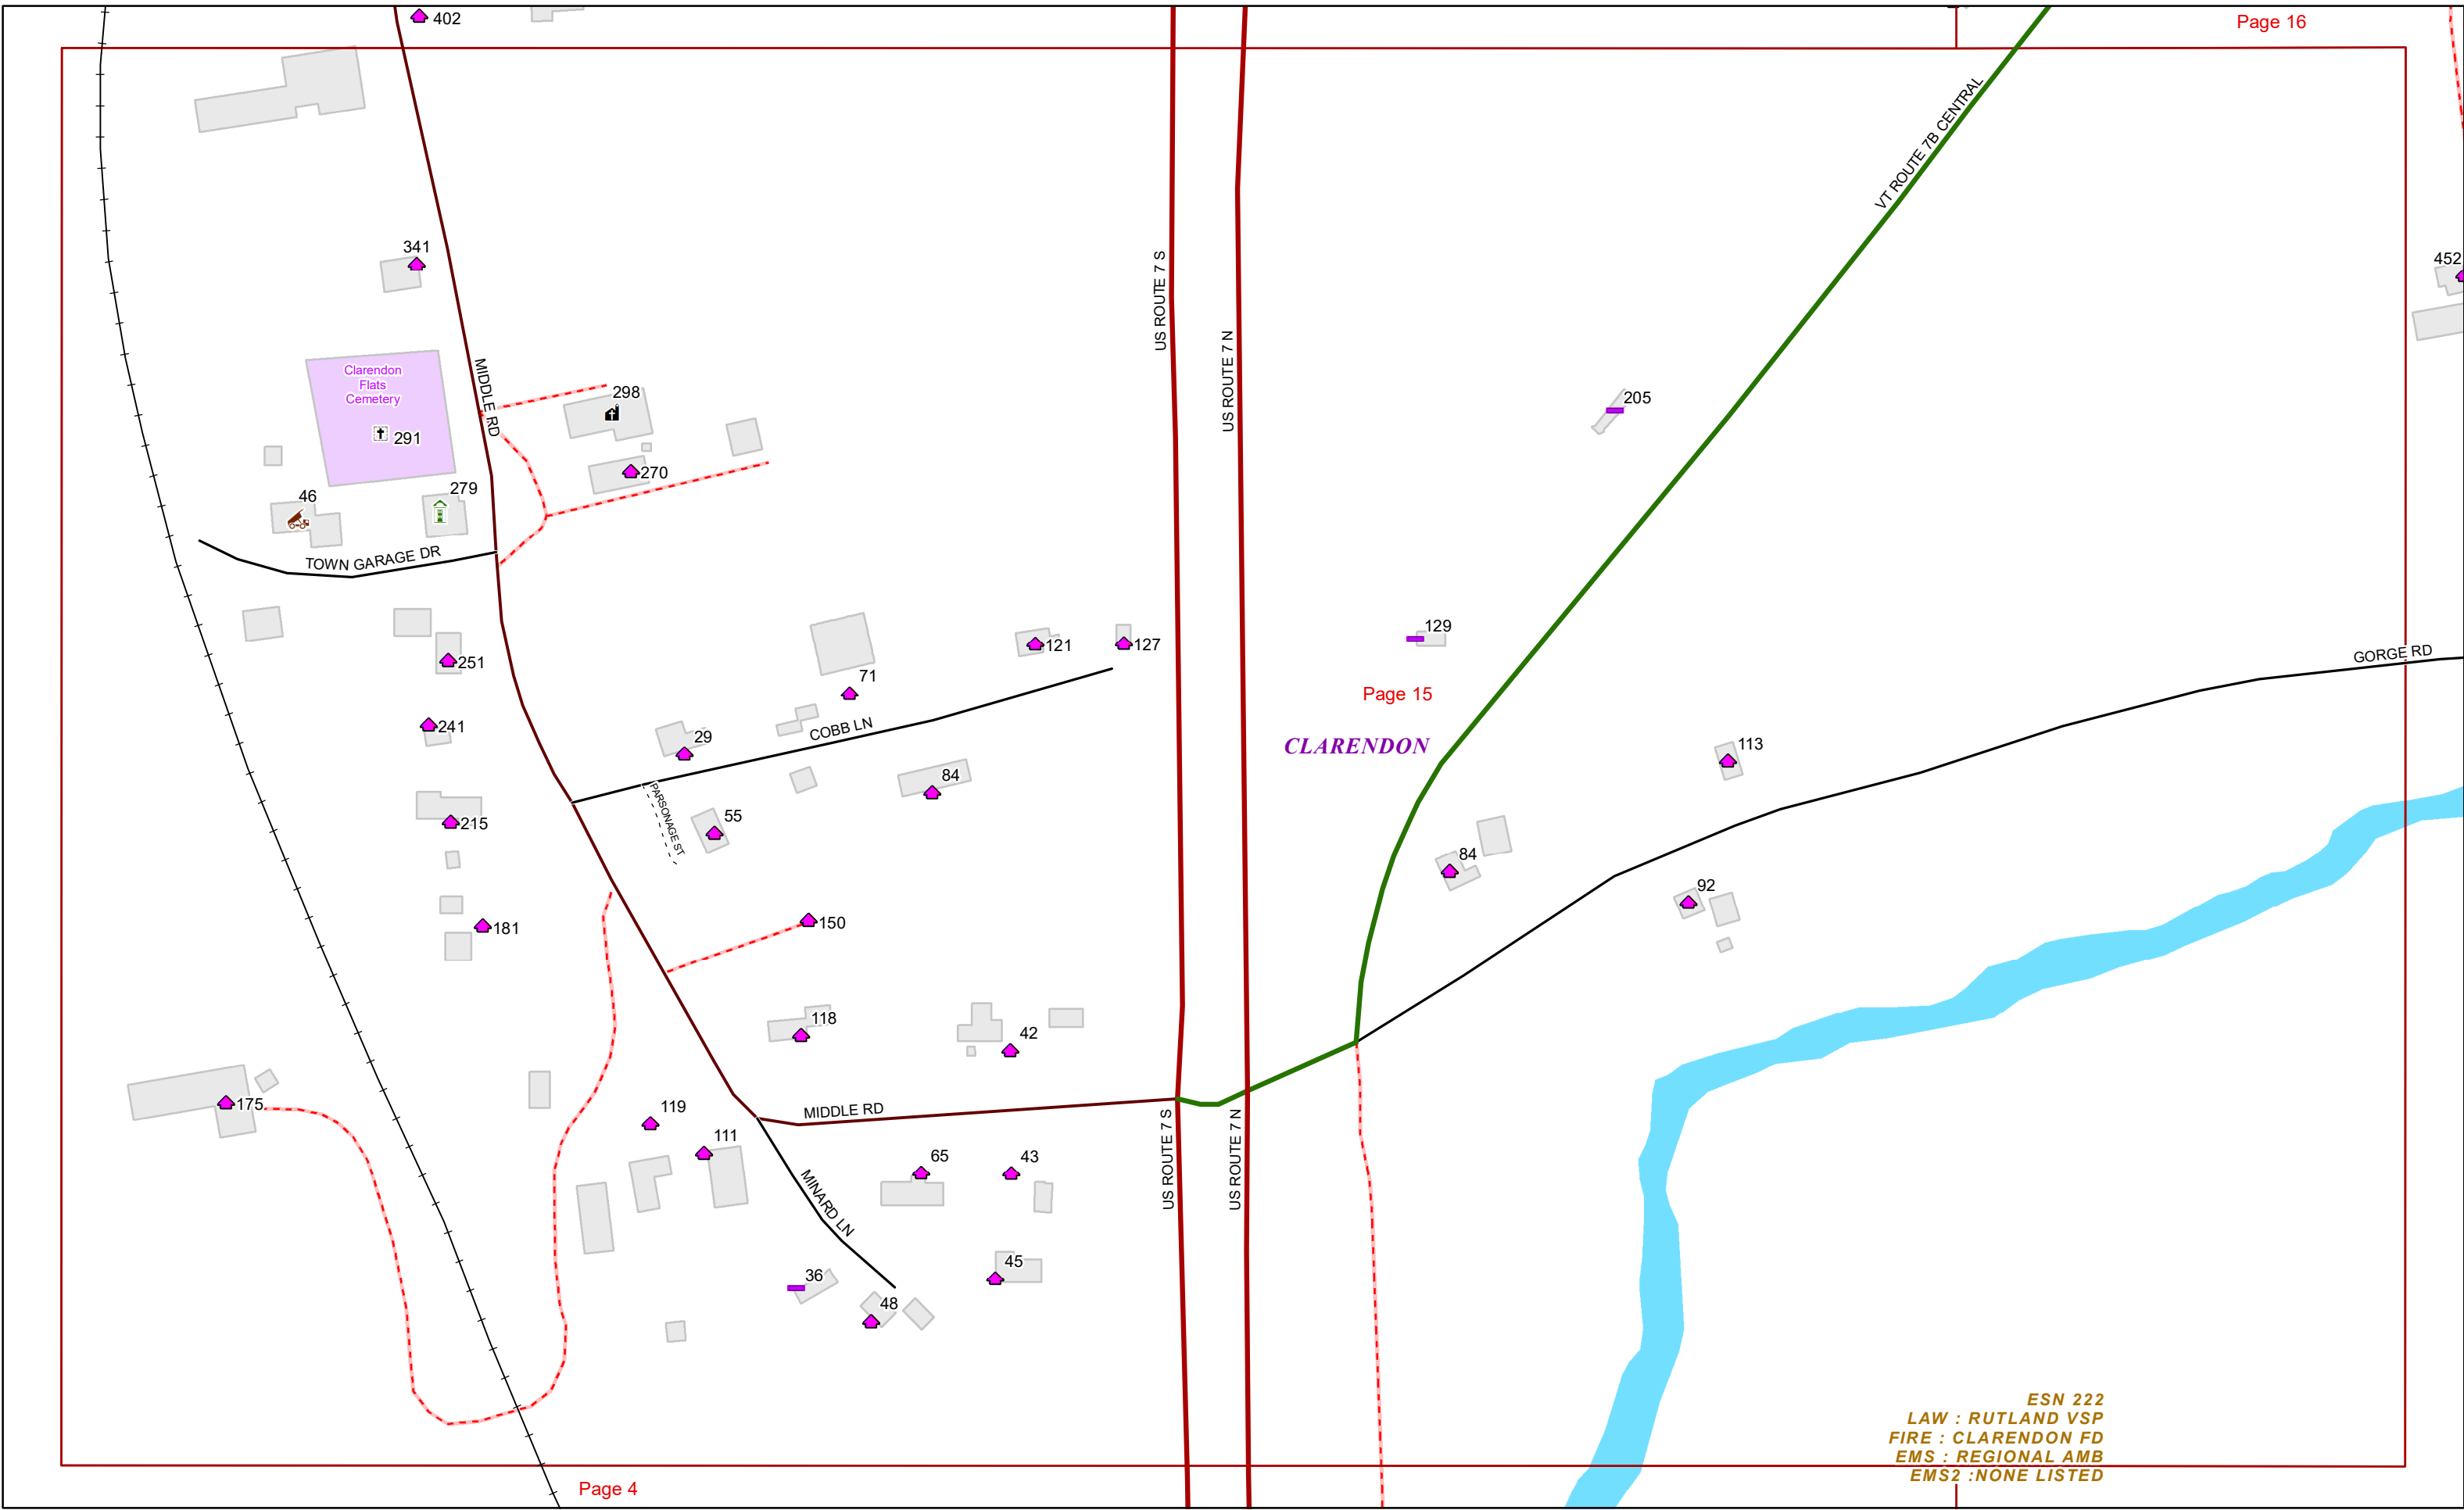 402
Page 16
VT ROUTE 7B CENTRAL
341
US ROUTE 7 S
US ROUTE 7 N
452
MIDDLE RD
Clarendon
Flats
Cemetery
291
298
205
270
46
279
TOWN GARAGE DR
129
251
121
127
GORGE RD
71
Page 15
241
29
COBB LN
CLARENDON
113
84
PARSONAGE ST
55
215
84
92
150
181
118
42
175
119
MIDDLE RD
111
65
43
US ROUTE 7 S
US ROUTE 7 N
MINARD LN
36
45
48
ESN 222
LAW : RUTLAND VSP
FIRE : CLARENDON FD
EMS : REGIONAL AMB
EMS2 :NONE LISTED
Page 4